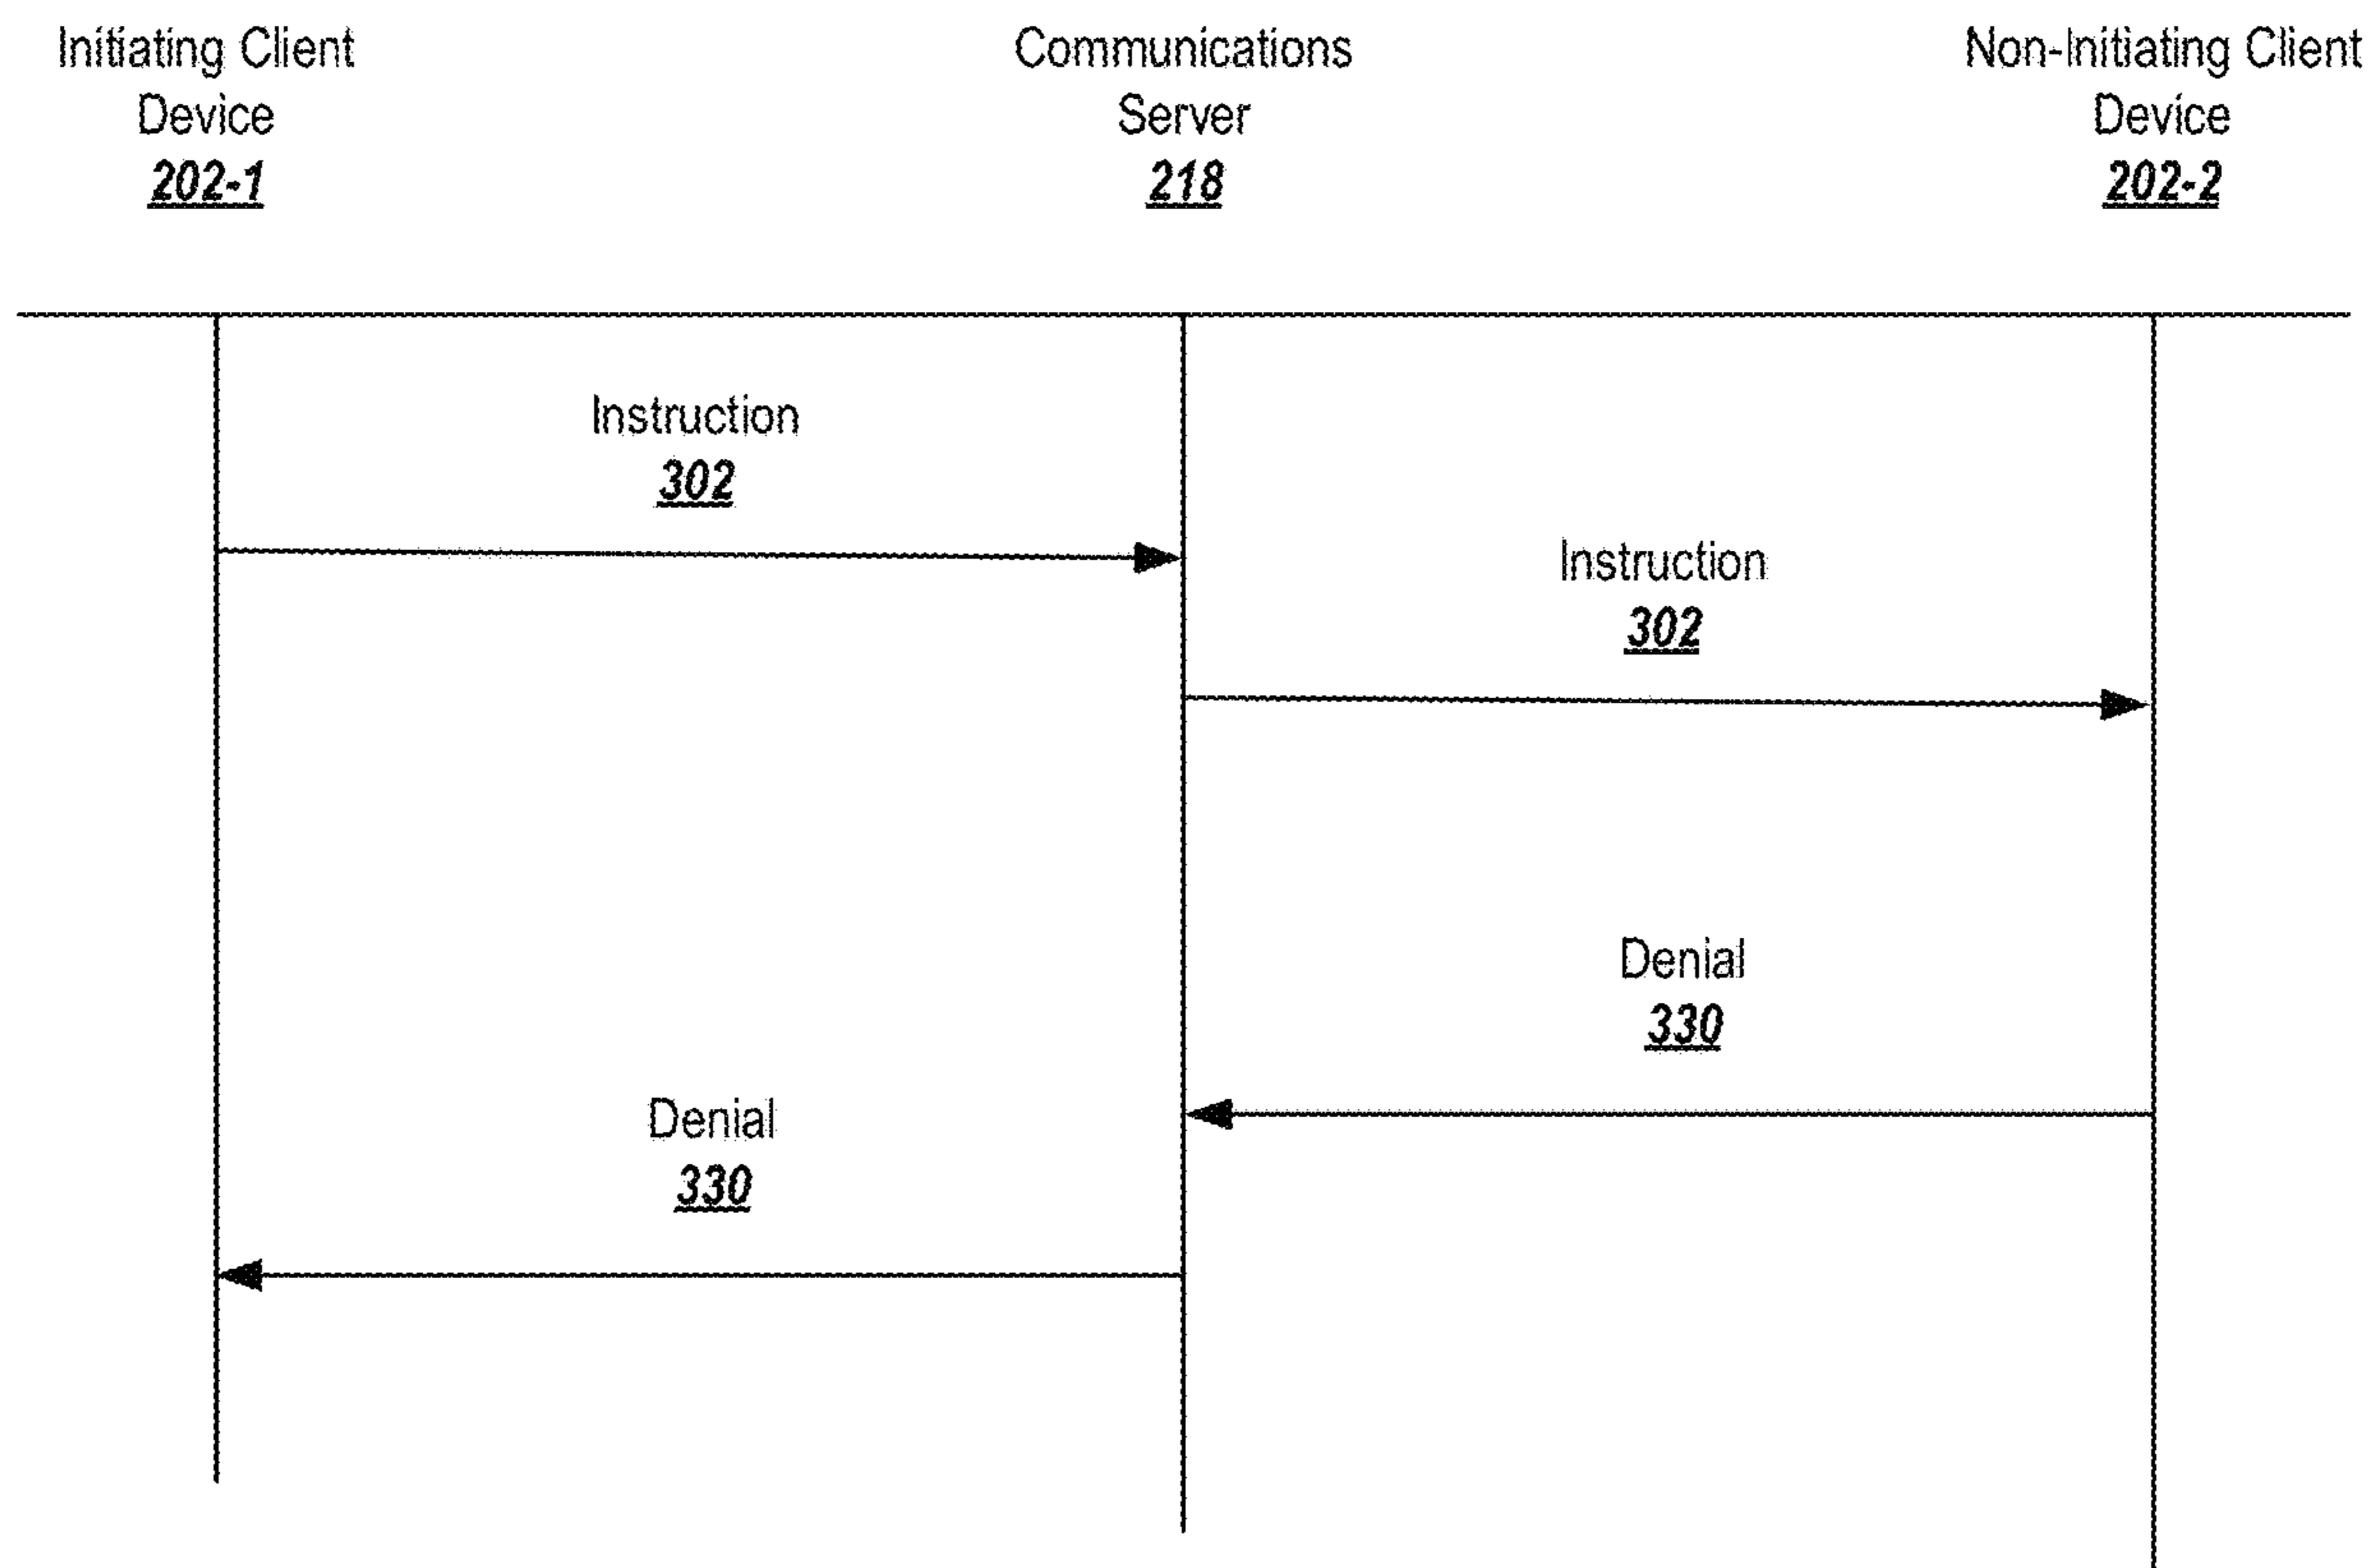 Initiating Client
Device
202-1
Communications
Server
218
Non-Initiating Client
Device
202-2
Instruction
302
Instruction
302
Denial
330
Denial
330